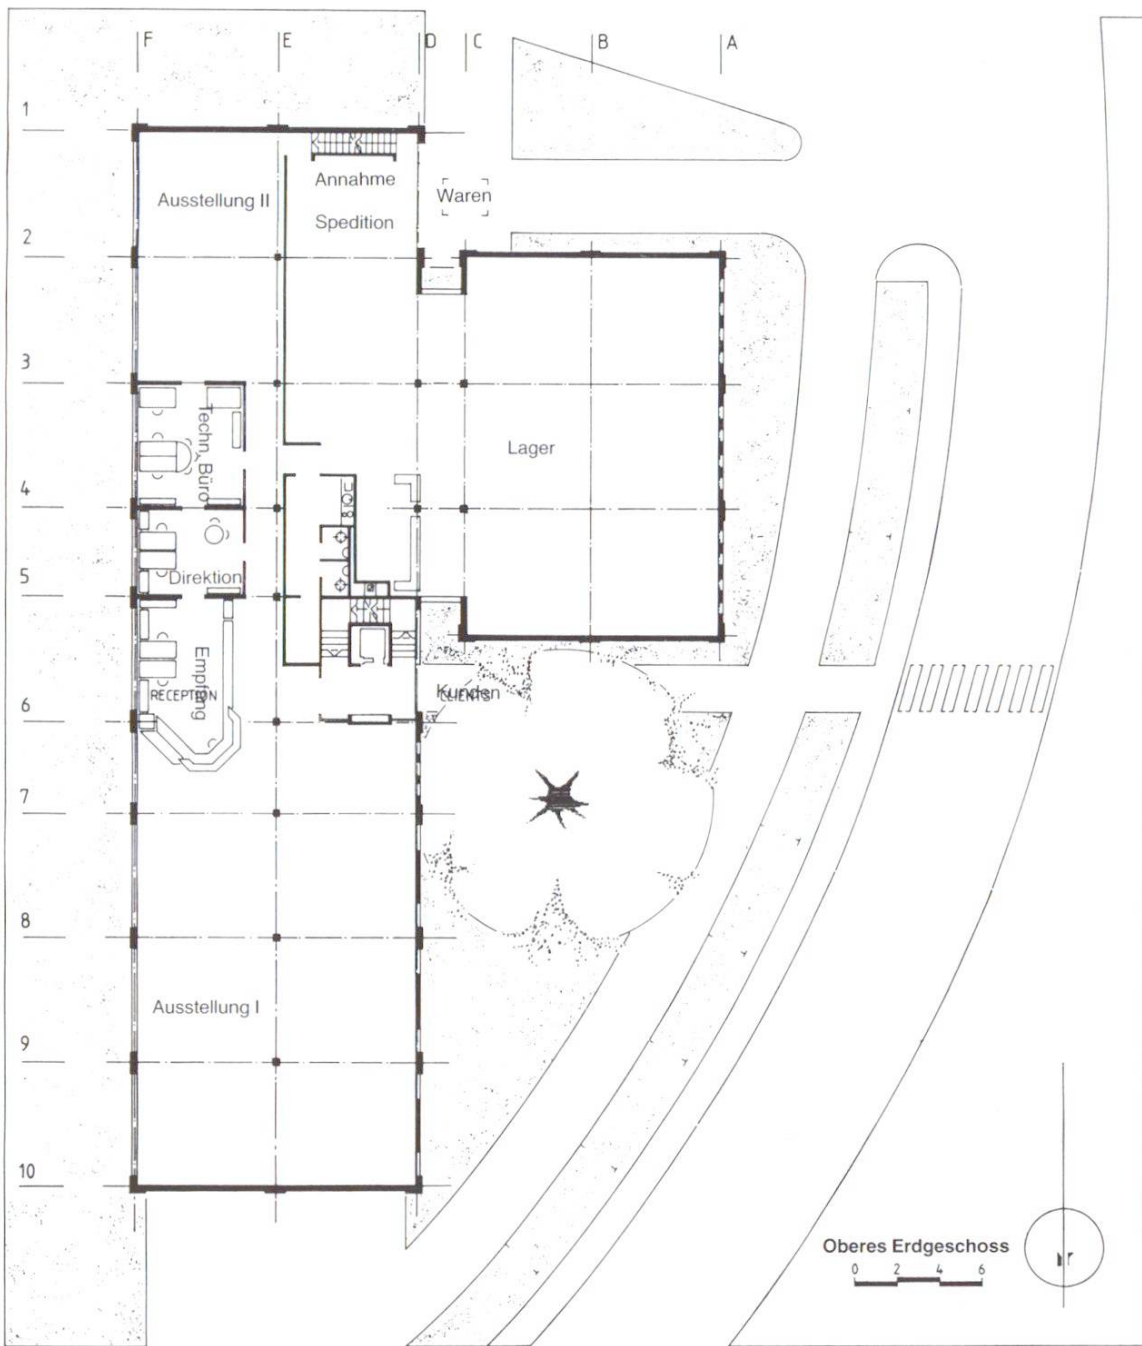 F E D C B A
1
Annahme
Ausstellung II
Waren
Spedition
2
3
Techn. Büro
Lager
4
Direktion
5
Empfang
RECEPTION
Kunden
CLIENTS
6
7
8
Ausstellung I
9
10
Oberes Erdgeschoss
0 2 4 6